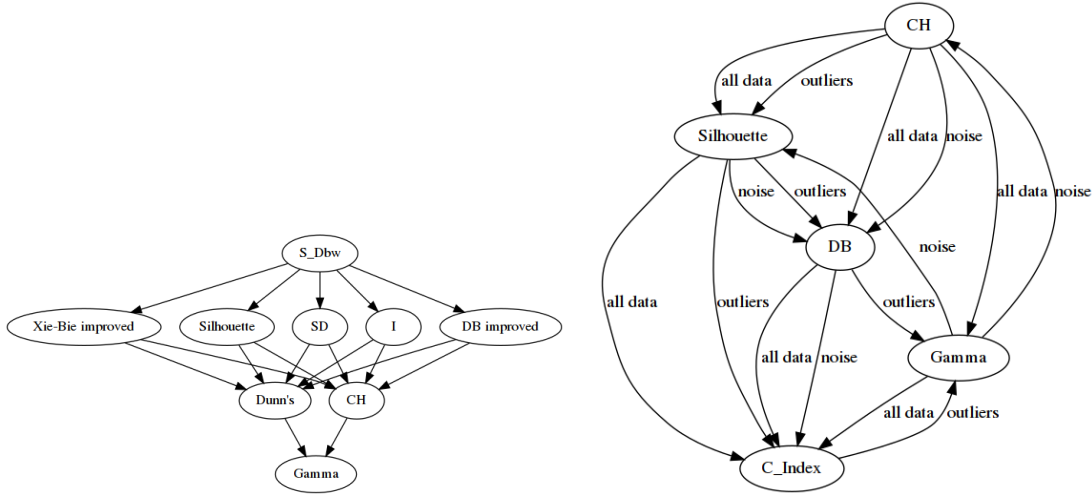 S_Dbw
Xie-Bie improved
Silhouette
SD
I
DB improved
Dunn's
CH
Gamma
CH
all data
outliers
Silhouette
all data
noise
noise
outliers
all data
noise
DB
noise
all data
outliers
outliers
all data
noise
Gamma
all data
outliers
C_Index